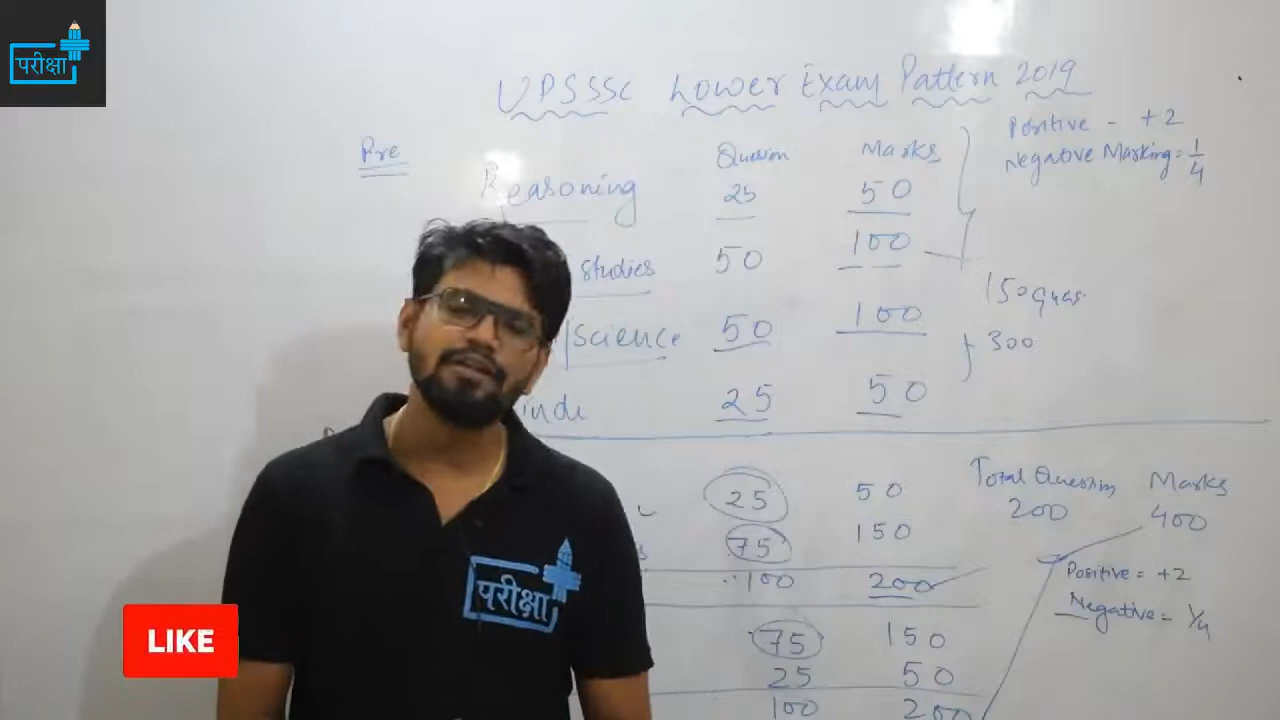 परीक्षा
UPSSSC Lower Exam Pattern 2019
Pre Question Marks
Positive - +2
Negative Marking = 1/4
Reasoning 25 50
studies 50 100
150 Ques.
/Science 50 100
300
indi 25 50
Total Question Marks
200 400
25 50
75 150
100 200
Positive = +2
Negative = 1/4
परीक्षा
75 150
25 50
100 200
LIKE